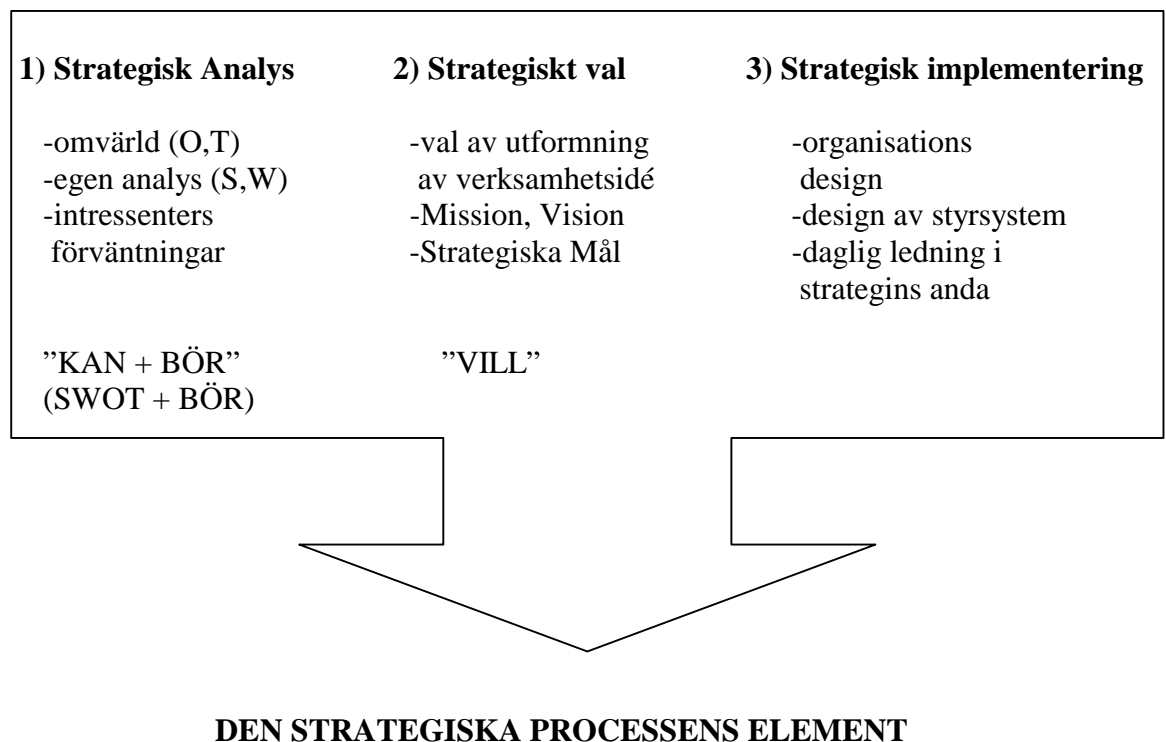 1) Strategisk Analys
-omvärld (O,T)
-egen analys (S,W)
-intressenters
förväntningar
”KAN + BÖR”
(SWOT + BÖR)
2) Strategiskt val
-val av utformning
av verksamhetsidé
-Mission, Vision
-Strategiska Mål
”VILL”
3) Strategisk implementering
-organisations
design
-design av styrsystem
-daglig ledning i
strategins anda
DEN STRATEGISKA PROCESSENS ELEMENT